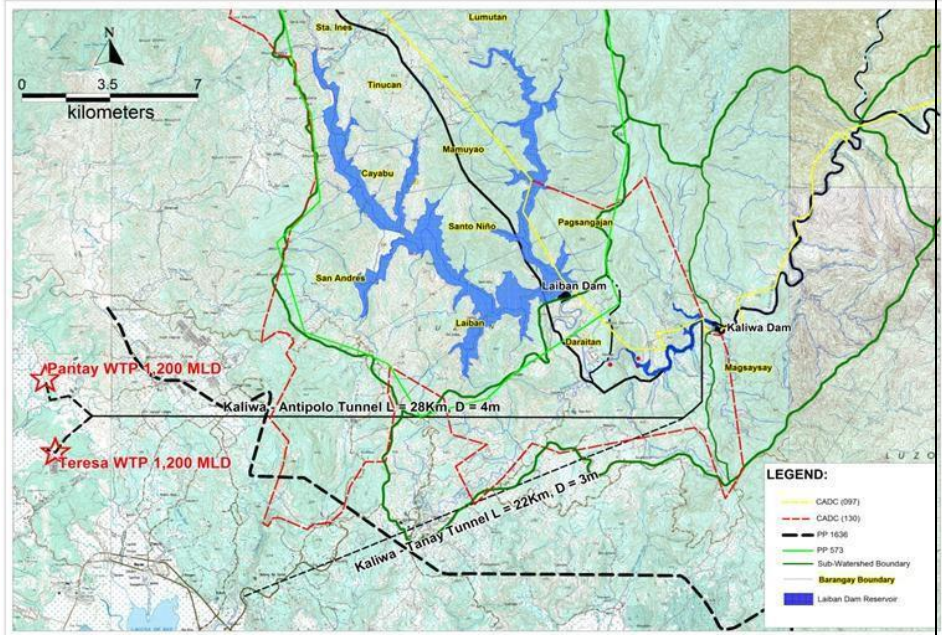 Lumutan
Sta. Ines
N
Tinucan
0 3.5 7
kilometers
Mamuyao
Cayabu
Santo Niño
Pagsangajan
San Andres
Laiban Dam
Laiban
Kaliwa Dam
Daraitan
Magsaysay
Pantay WTP 1,200 MLD
Kaliwa - Antipolo Tunnel L = 28Km, D = 4m
Teresa WTP 1,200 MLD
Kaliwa - Tanay Tunnel L = 22Km, D = 3m
L U Z O
LEGEND:
CADC (097)
CADC (130)
PP 1636
PP 573
Sub-Watershed Boundary
Barangay Boundary
Laiban Dam Reservoir